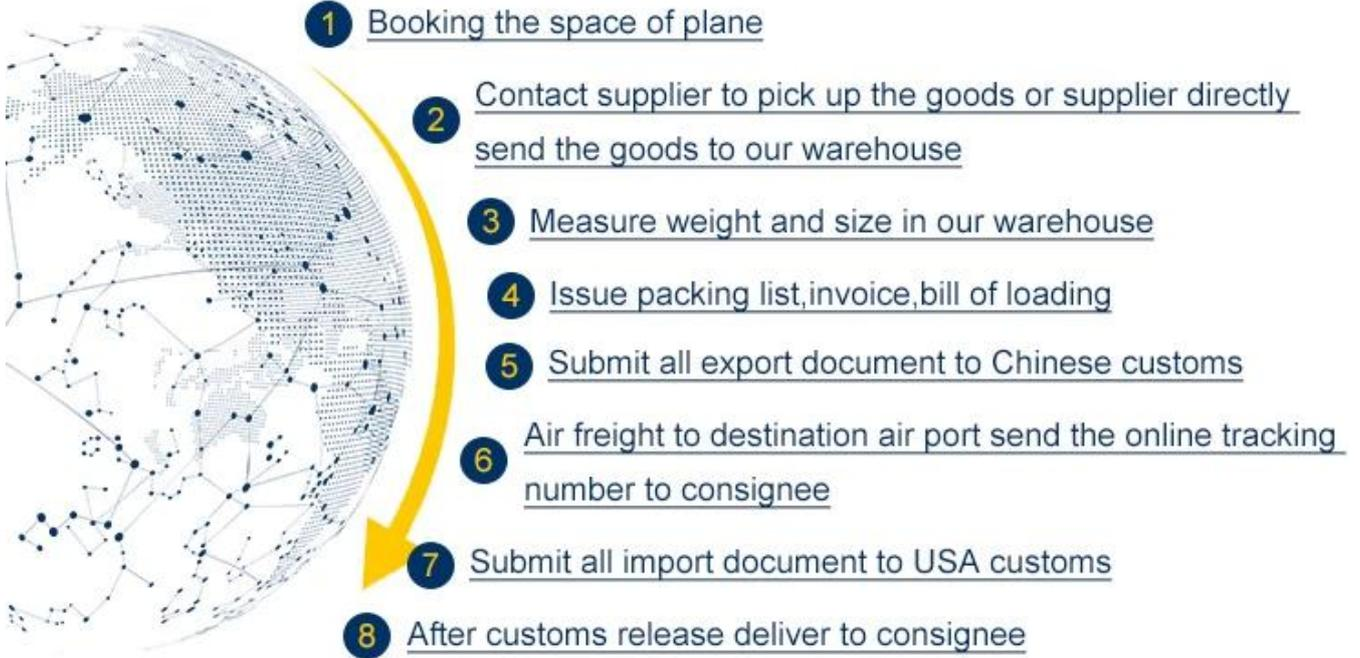 1 Booking the space of plane
2 Contact supplier to pick up the goods or supplier directly
send the goods to our warehouse
3 Measure weight and size in our warehouse
4 Issue packing list,invoice,bill of loading
5 Submit all export document to Chinese customs
6 Air freight to destination air port send the online tracking
number to consignee
7 Submit all import document to USA customs
8 After customs release deliver to consignee